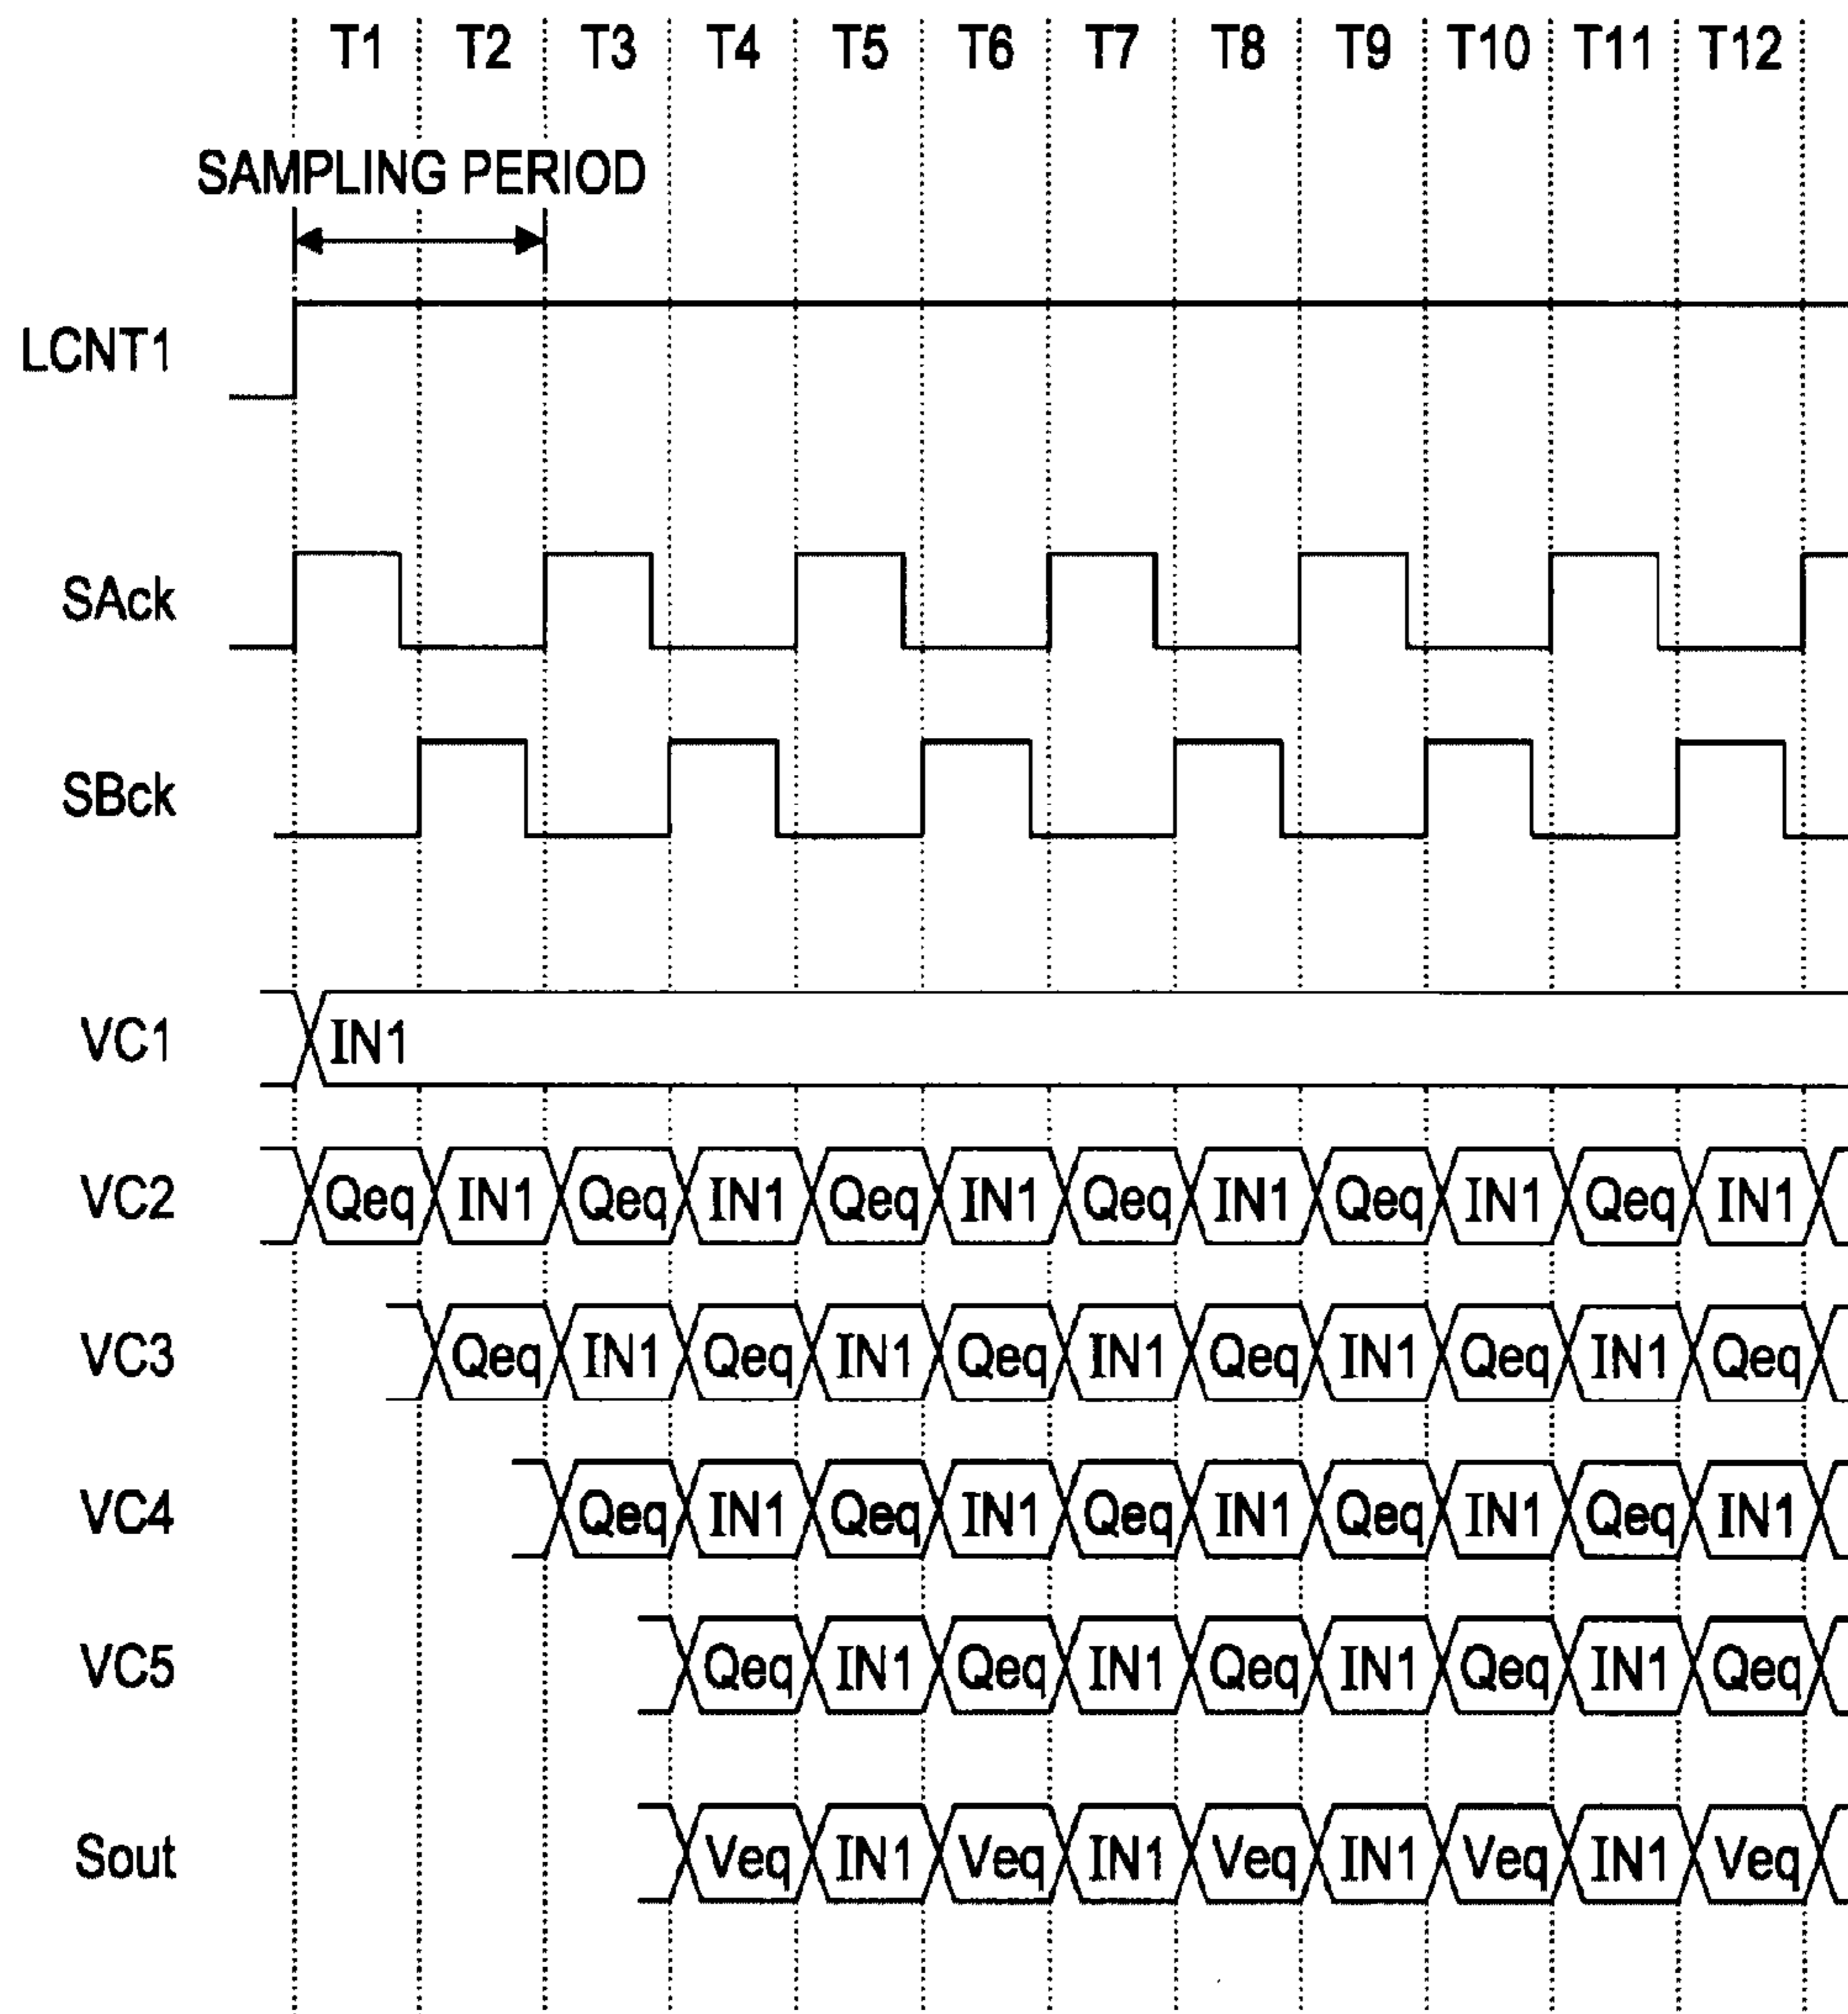 T1 T2 T3 T4 T5 T6 T7 T8 T9 T10 T11 T12
SAMPLING PERIOD
LCNT1
SAck
SBck
VC1 IN1
VC2 Qeq IN1 Qeq IN1 Qeq IN1 Qeq IN1 Qeq IN1 Qeq IN1
VC3 Qeq IN1 Qeq IN1 Qeq IN1 Qeq IN1 Qeq IN1 Qeq
VC4 Qeq IN1 Qeq IN1 Qeq IN1 Qeq IN1 Qeq IN1
VC5 Qeq IN1 Qeq IN1 Qeq IN1 Qeq IN1 Qeq
Sout Veq IN1 Veq IN1 Veq IN1 Veq IN1 Veq